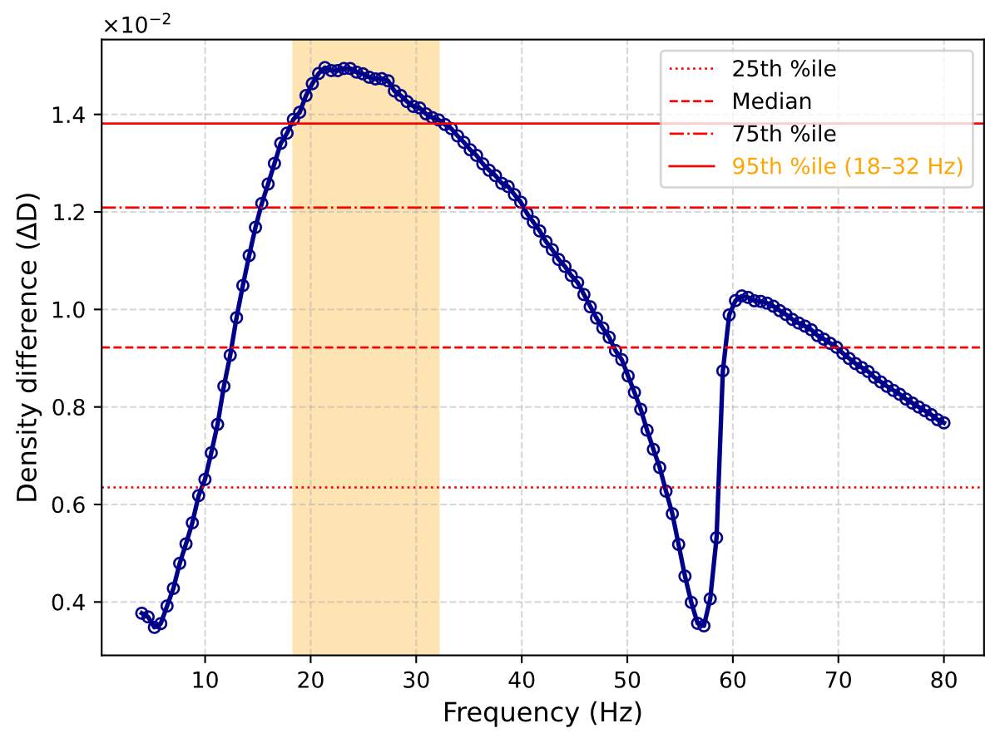 ×10⁻²
25th %ile
Median
75th %ile
95th %ile (18–32 Hz)
1.4
1.2
1.0
0.8
0.6
0.4
Density difference (ΔD)
10 20 30 40 50 60 70 80
Frequency (Hz)